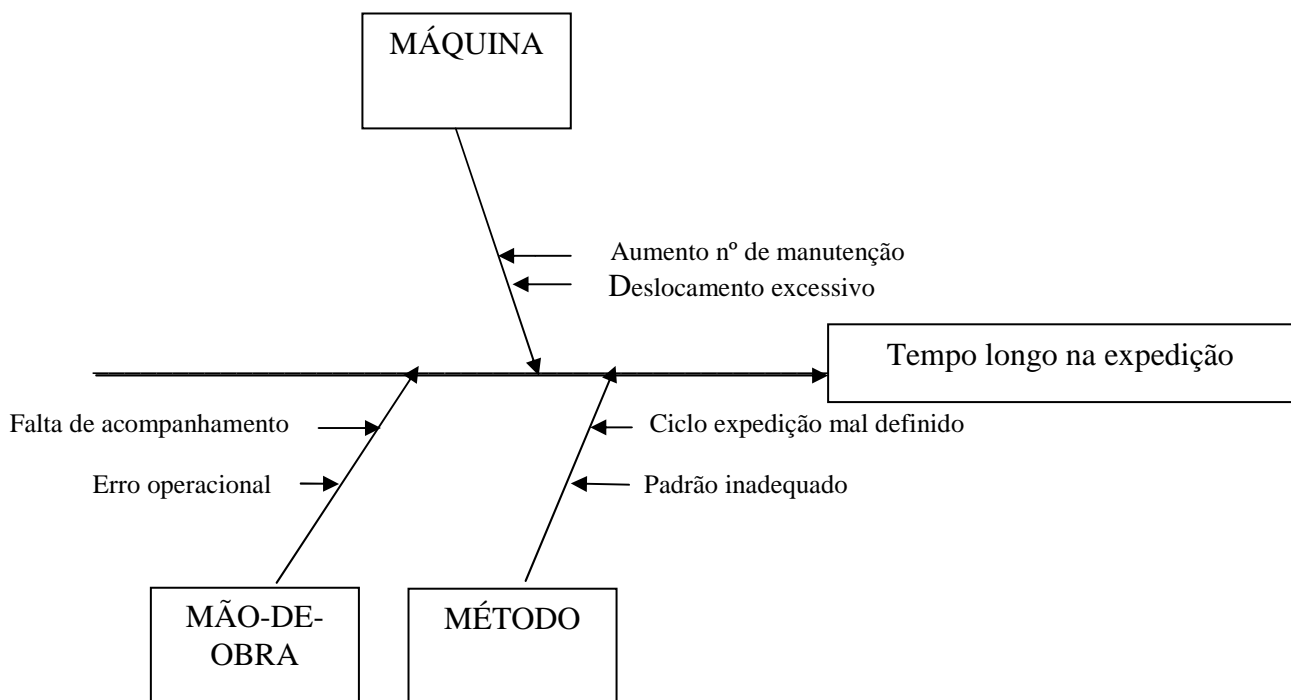 MÁQUINA
Aumento nº de manutenção
Deslocamento excessivo
Tempo longo na expedição
Falta de acompanhamento
Ciclo expedição mal definido
Erro operacional
Padrão inadequado
MÃO-DE-
OBRA
MÉTODO